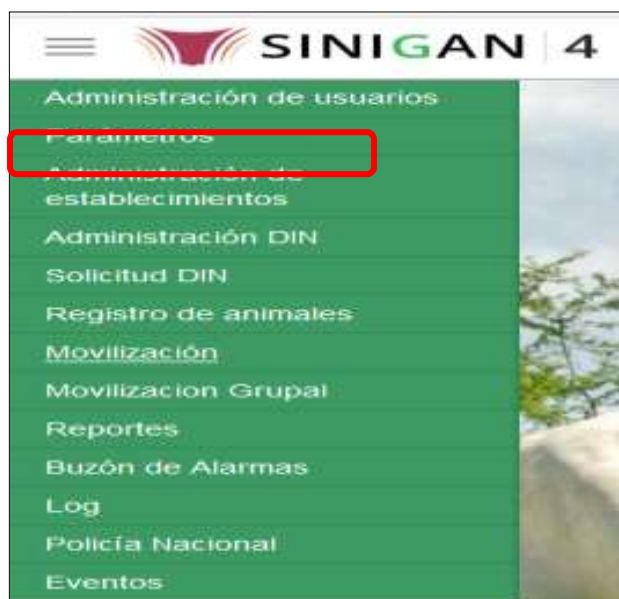 SINIGAN | 4
Administración de usuarios
Parámetros
Administración de
establecimientos
Administración DIN
Solicitud DIN
Registro de animales
Movilización
Movilizacion Grupal
Reportes
Buzón de Alarmas
Log
Policía Nacional
Eventos